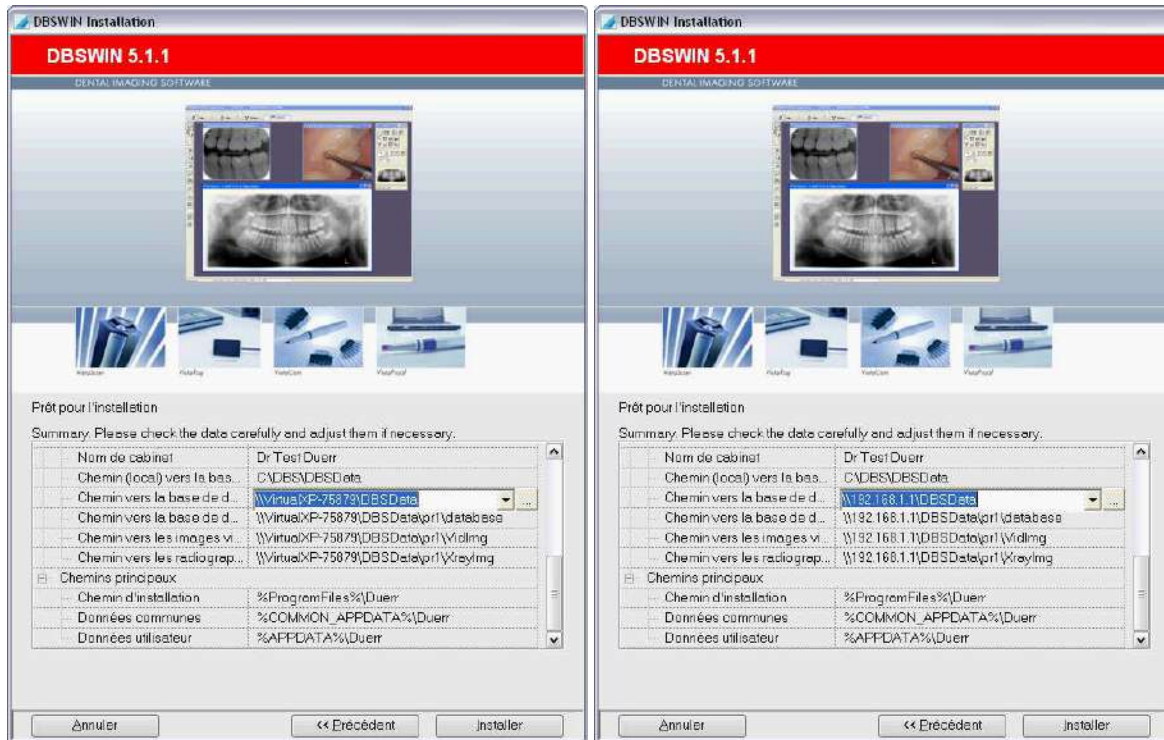 DBSWIN Installation
DBSWIN 5.1.1
DENTAL IMAGING SOFTWARE
VistaScan
VistaRay
VistaCam
VistaProof
Prêt pour l'installation
Summary. Please check the data carefully and adjust them if necessary.
Nom de cabinet Dr Test Duerr
Chemin (local) vers la bas... C:\DBS\DBSData
Chemin vers la base de d... \\VirtualXP-75879\DBSData ...
Chemin vers la base de d... \\VirtualXP-75879\DBSData\pr1\database
Chemin vers les images vi... \\VirtualXP-75879\DBSData\pr1\VidImg
Chemin vers les radiograp... \\VirtualXP-75879\DBSData\pr1\XrayImg
Chemins principaux
Chemin d'installation %ProgramFiles%\Duerr
Données communes %COMMON_APPDATA%\Duerr
Données utilisateur %APPDATA%\Duerr
Annuler << Précédent Installer
DBSWIN Installation
DBSWIN 5.1.1
DENTAL IMAGING SOFTWARE
VistaScan
VistaRay
VistaCam
VistaProof
Prêt pour l'installation
Summary. Please check the data carefully and adjust them if necessary.
Nom de cabinet Dr Test Duerr
Chemin (local) vers la bas... C:\DBS\DBSData
Chemin vers la base de d... \\192.168.1.1\DBSData ...
Chemin vers la base de d... \\192.168.1.1\DBSData\pr1\database
Chemin vers les images vi... \\192.168.1.1\DBSData\pr1\VidImg
Chemin vers les radiograp... \\192.168.1.1\DBSData\pr1\XrayImg
Chemins principaux
Chemin d'installation %ProgramFiles%\Duerr
Données communes %COMMON_APPDATA%\Duerr
Données utilisateur %APPDATA%\Duerr
Annuler << Précédent Installer